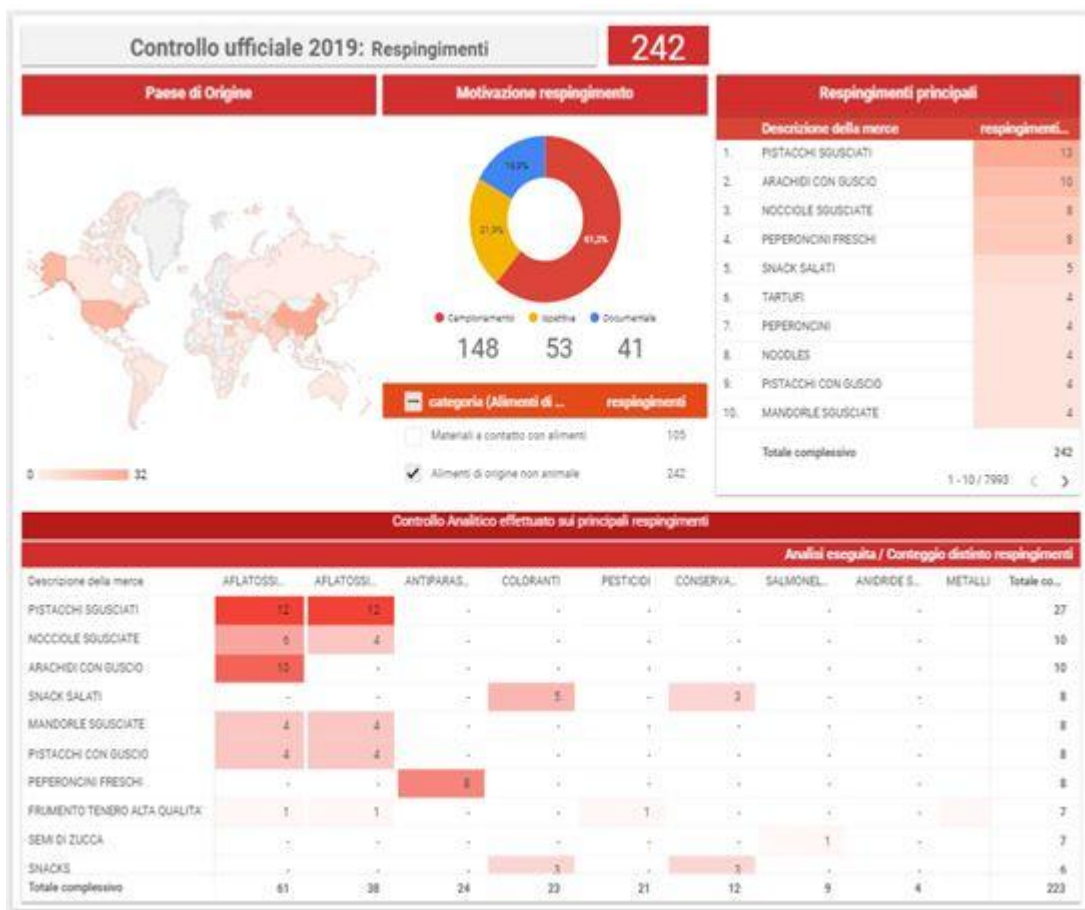 Controllo ufficiale 2019: Respingimenti
242
Paese di Origine
0 32
Motivazione respingimento
21,9%
61,2%
Campionamento Ispettiva Documentale
148 53 41
categoria (Alimenti di ... respingimenti
Materiali a contatto con alimenti 105
Alimenti di origine non animale 242
Respingimenti principali
Descrizione della merce respingimenti...
1. PISTACCHI SGUSCIATI 13
2. ARACHIDI CON GUSCIO 10
3. NOCCIOLE SGUSCIATE 8
4. PEPERONCINI FRESCHI 8
5. SNACK SALATI 5
6. TARTUFI 4
7. PEPERONCINI 4
8. NOODLES 4
9. PISTACCHI CON GUSCIO 4
10. MANDORLE SGUSCIATE 4
Totale complessivo 242
1 - 10 / 7993 < >
Controllo Analitico effettuato sui principali respingimenti
Analisi eseguita / Conteggio distinto respingimenti
Descrizione della merce AFLATOSSI... AFLATOSSI... ANTIPARAS... COLORANTI PESTICIDI CONSERVA... SALMONEL... ANIDRIDE S... METALLI Totale co...
PISTACCHI SGUSCIATI 12 12 - - - - - - 27
NOCCIOLE SGUSCIATE 6 4 - - - - - - 10
ARACHIDI CON GUSCIO 10 - - - - - - - 10
SNACK SALATI - - - 5 - 3 - - 8
MANDORLE SGUSCIATE 4 4 - - - - - - 8
PISTACCHI CON GUSCIO 4 4 - - - - - - 8
PEPERONCINI FRESCHI - - 8 - - - - - 8
FRUMENTO TENERO ALTA QUALITA' 1 1 - - 1 - - - 7
SEMI DI ZUCCA - - - - - - 1 - 7
SNACKS - - - 3 - 3 - - 6
Totale complessivo 61 38 24 23 21 12 9 4 223